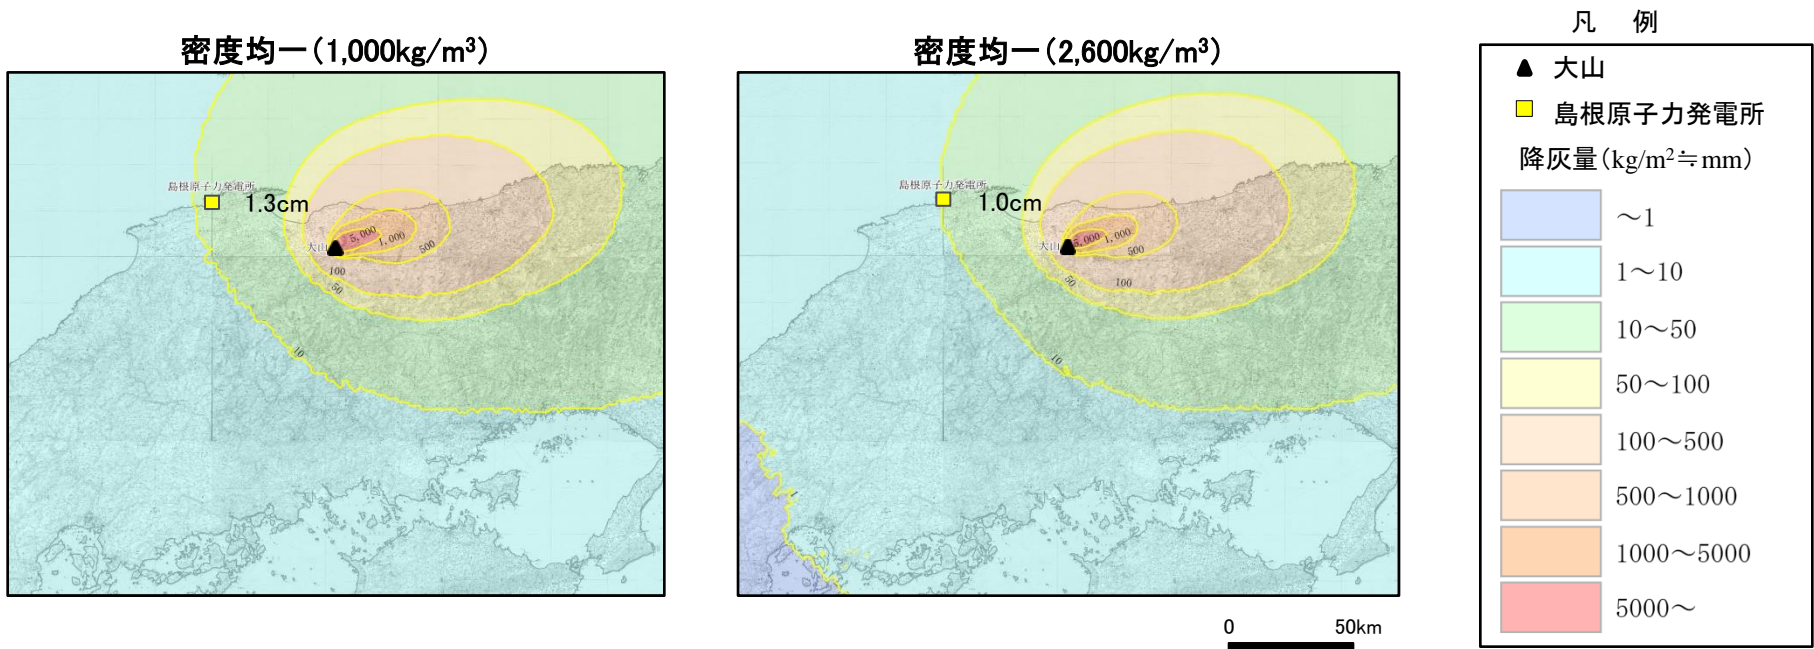 密度均一（1,000kg/m³）
島根原子力発電所
1.3cm
大山
5,000
1,000
500
100
50
10
密度均一（2,600kg/m³）
島根原子力発電所
1.0cm
大山
5,000
1,000
500
50
100
10
1
0 50km
凡 例
大山
島根原子力発電所
降灰量（kg/m²≒mm）
～1
1～10
10～50
50～100
100～500
500～1000
1000～5000
5000～